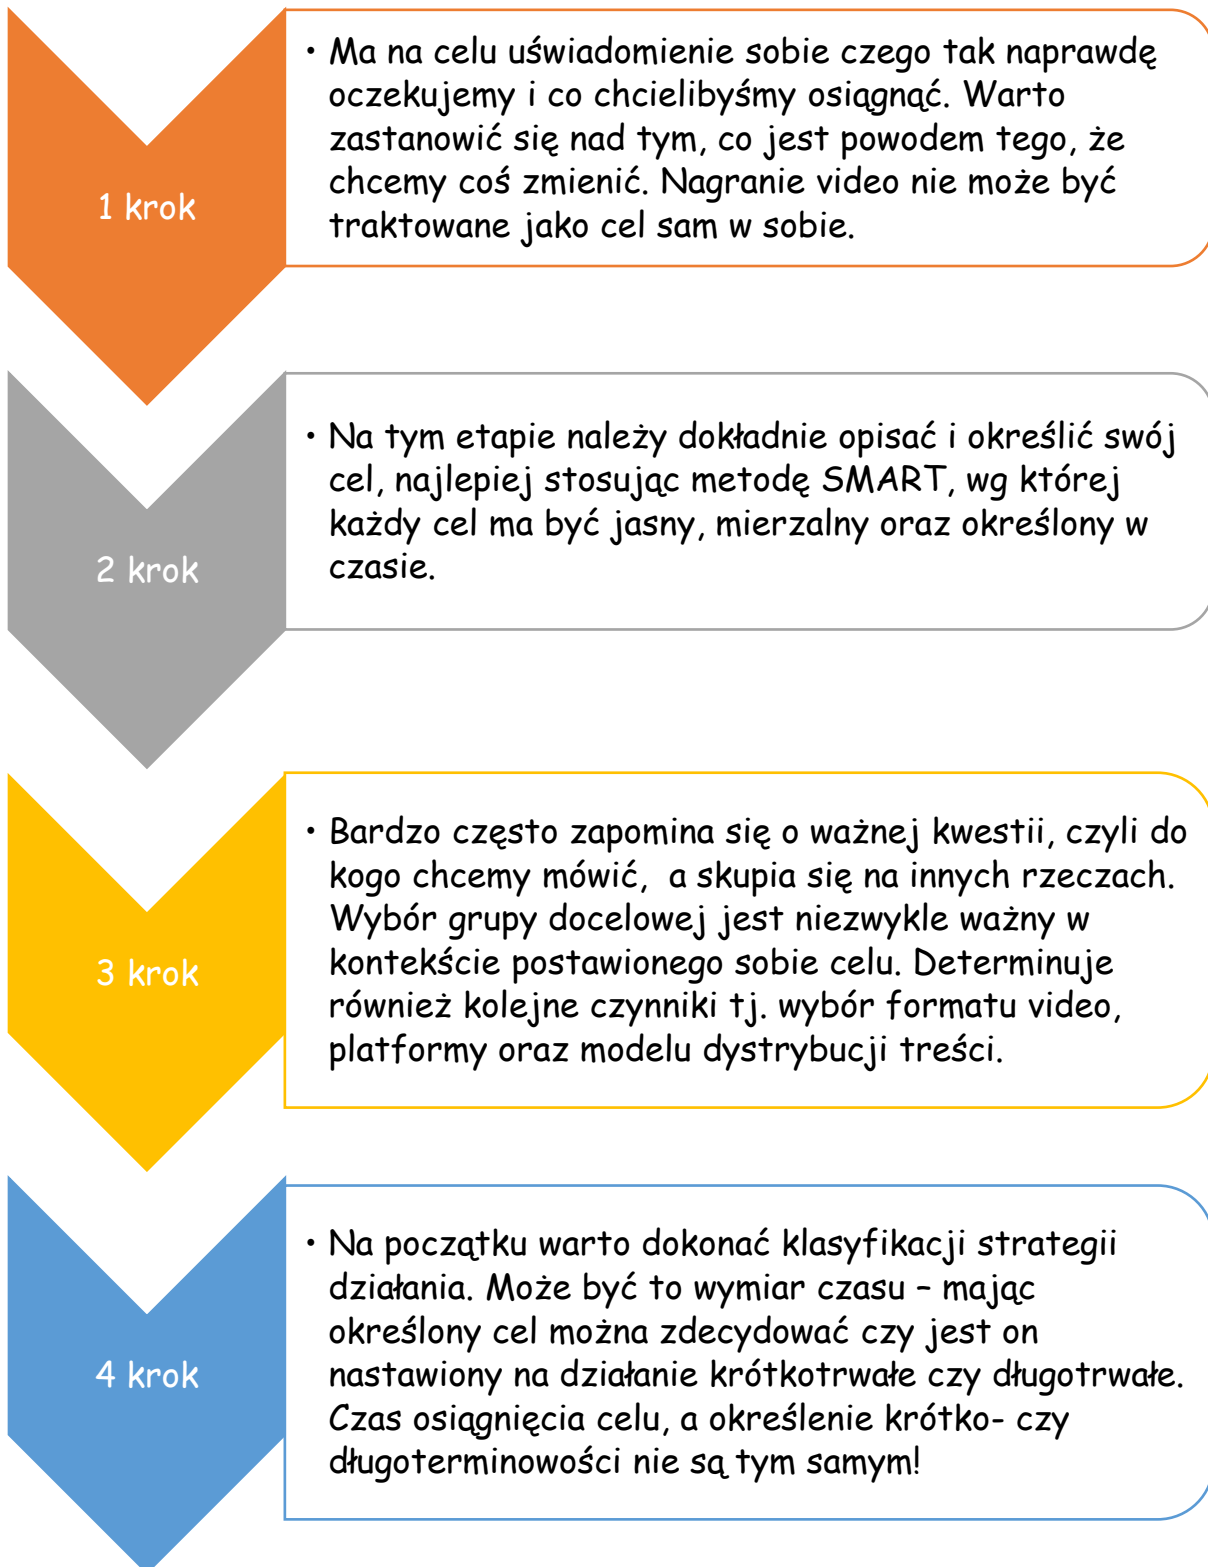 1 krok
• Ma na celu uświadomienie sobie czego tak naprawdę
oczekujemy i co chcielibyśmy osiągnąć. Warto
zastanowić się nad tym, co jest powodem tego, że
chcemy coś zmienić. Nagranie video nie może być
traktowane jako cel sam w sobie.
2 krok
• Na tym etapie należy dokładnie opisać i określić swój
cel, najlepiej stosując metodę SMART, wg której
każdy cel ma być jasny, mierzalny oraz określony w
czasie.
3 krok
• Bardzo często zapomina się o ważnej kwestii, czyli do
kogo chcemy mówić, a skupia się na innych rzeczach.
Wybór grupy docelowej jest niezwykle ważny w
kontekście postawionego sobie celu. Determinuje
również kolejne czynniki tj. wybór formatu video,
platformy oraz modelu dystrybucji treści.
4 krok
• Na początku warto dokonać klasyfikacji strategii
działania. Może być to wymiar czasu – mając
określony cel można zdecydować czy jest on
nastawiony na działanie krótkotrwałe czy długotrwałe.
Czas osiągnięcia celu, a określenie krótko- czy
długoterminowości nie są tym samym!